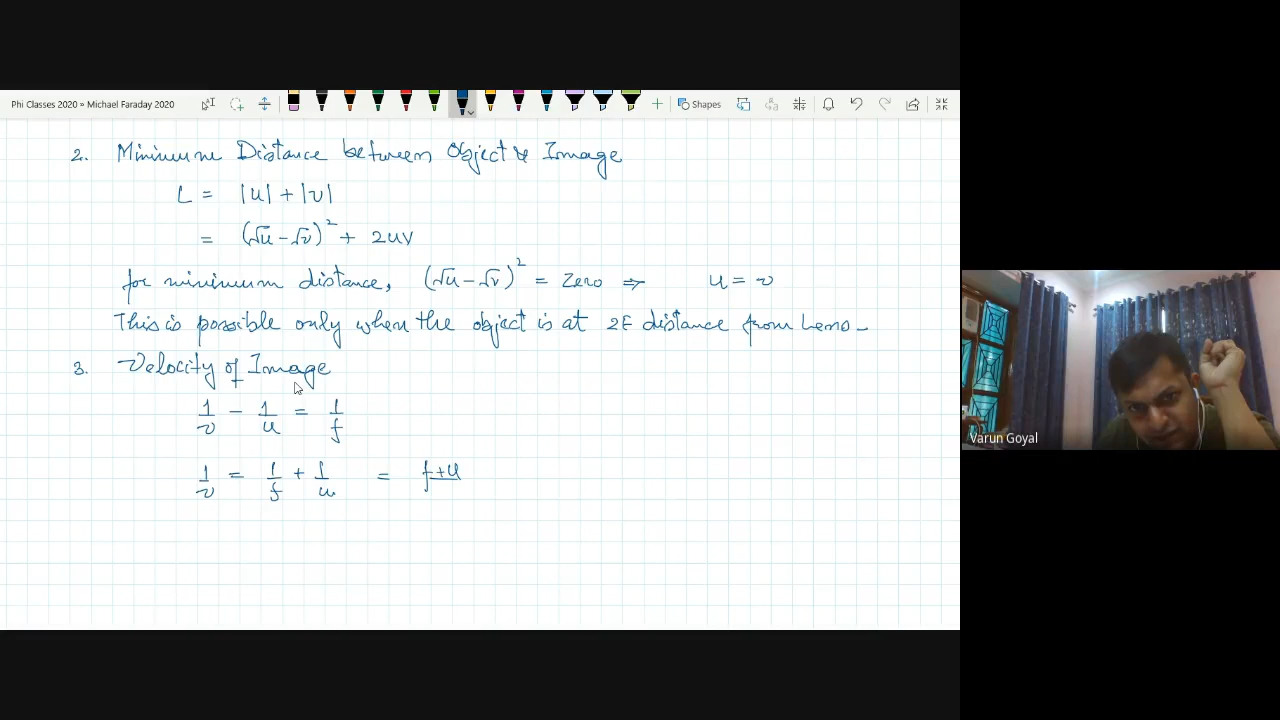 Phi Classes 2020 » Michael Faraday 2020
Shapes
2. Minimum Distance between Object & Image
L = |u| + |v|
= (√u - √v)² + 2uv
for minimum distance, (√u - √v)² = zero ⇒ u = v
This is possible only when the object is at 2F distance from Lens -
3. Velocity of Image
1/v - 1/u = 1/f
1/v = 1/f + 1/u = f+u
Varun Goyal